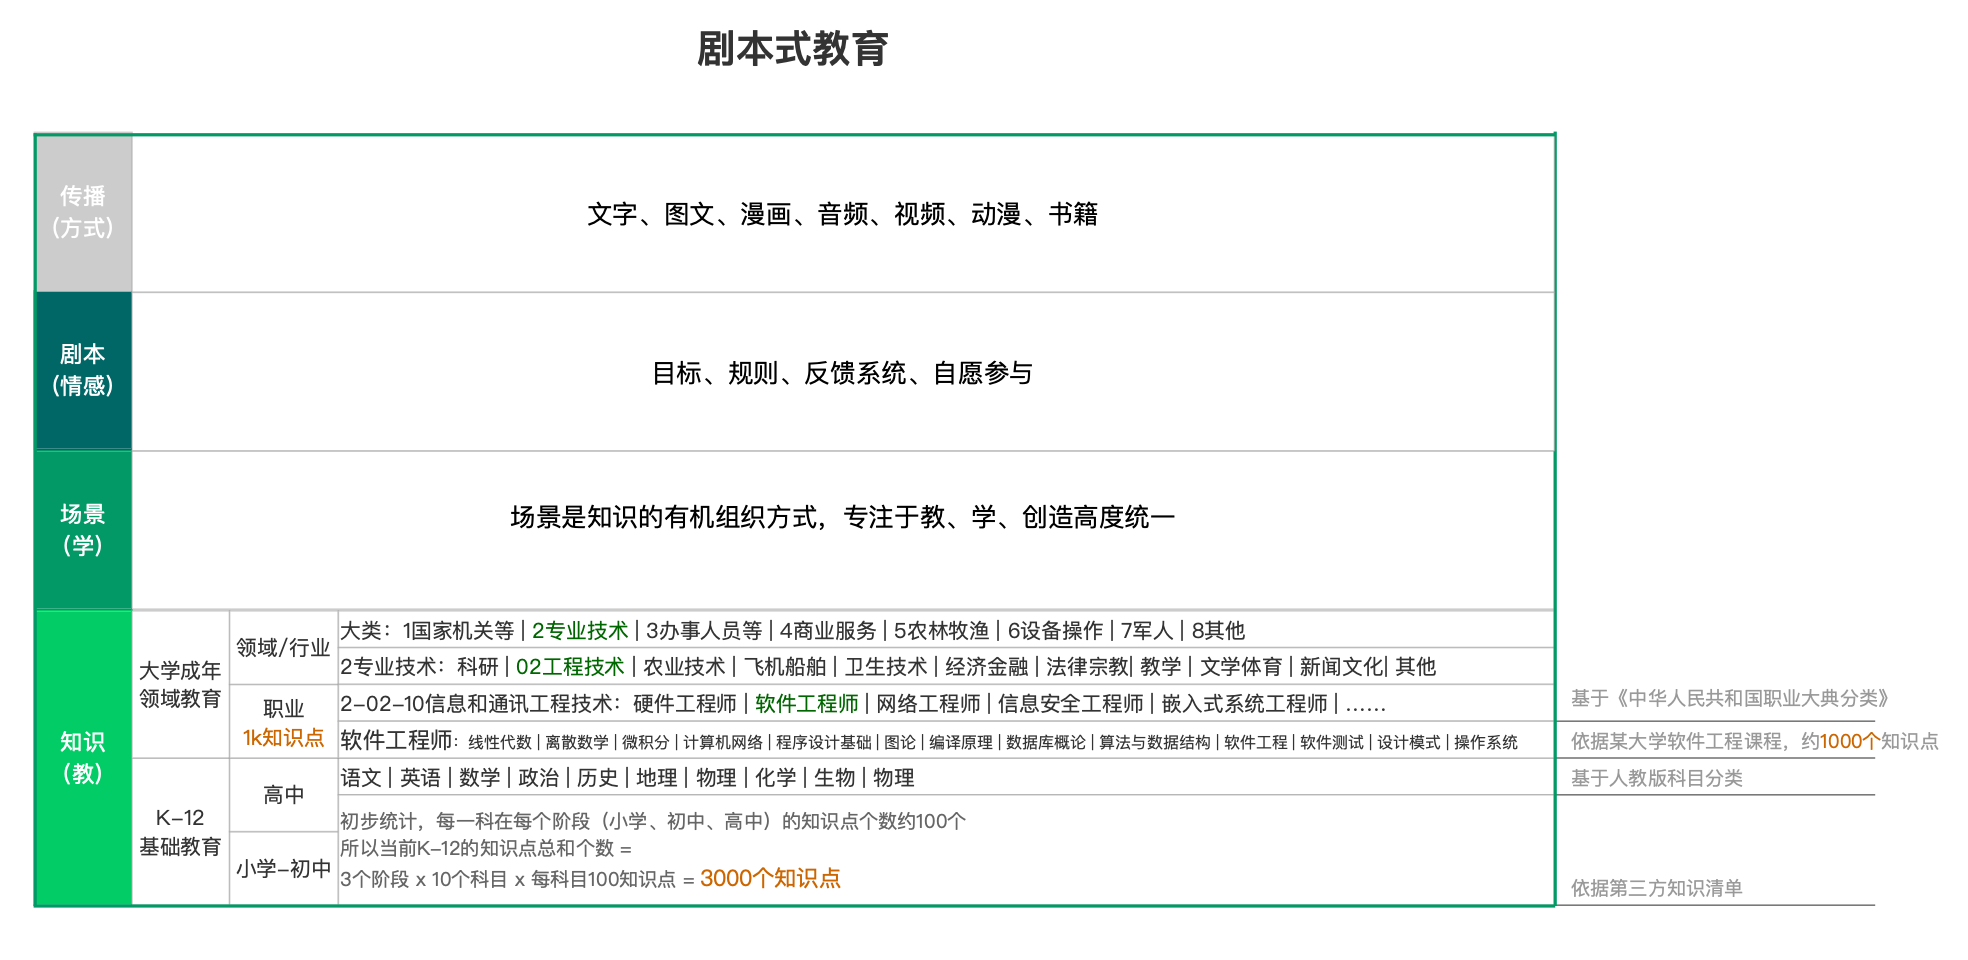 剧本式教育
传播
(方式)
文字、图文、漫画、音频、视频、动漫、书籍
剧本
(情感)
目标、规则、反馈系统、自愿参与
场景
(学)
场景是知识的有机组织方式，专注于教、学、创造高度统一
知识
(教)
大学成年
领域教育
领域/行业
大类：1国家机关等 | 2专业技术 | 3办事人员等 | 4商业服务 | 5农林牧渔 | 6设备操作 | 7军人 | 8其他
2专业技术：科研 | 02工程技术 | 农业技术 | 飞机船舶 | 卫生技术 | 经济金融 | 法律宗教| 教学 | 文学体育 | 新闻文化| 其他
职业
1k知识点
2-02-10信息和通讯工程技术：硬件工程师 | 软件工程师 | 网络工程师 | 信息安全工程师 | 嵌入式系统工程师 | ……
基于《中华人民共和国职业大典分类》
软件工程师：线性代数 | 离散数学 | 微积分 | 计算机网络 | 程序设计基础 | 图论 | 编译原理 | 数据库概论 | 算法与数据结构 | 软件工程 | 软件测试 | 设计模式 | 操作系统
依据某大学软件工程课程，约1000个知识点
K-12
基础教育
高中
语文 | 英语 | 数学 | 政治 | 历史 | 地理 | 物理 | 化学 | 生物 | 物理
基于人教版科目分类
小学-初中
初步统计，每一科在每个阶段（小学、初中、高中）的知识点个数约100个
所以当前K-12的知识点总和个数 =
3个阶段 x 10个科目 x 每科目100知识点 = 3000个知识点
依据第三方知识清单